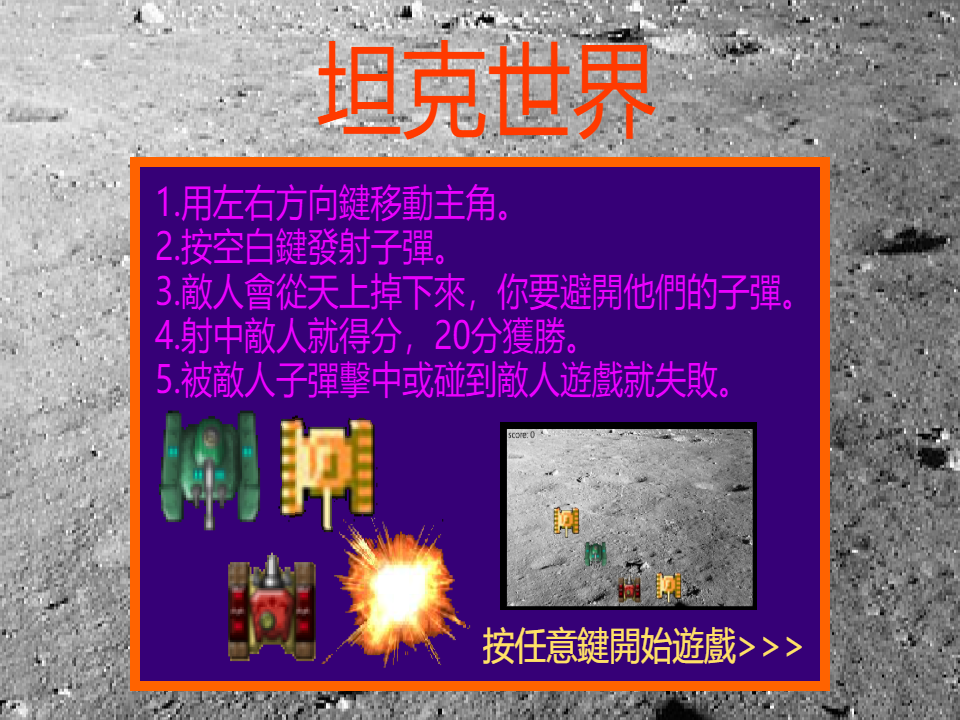 坦克世界
1.用左右方向鍵移動主角。
2.按空白鍵發射子彈。
3.敵人會從天上掉下來，你要避開他們的子彈。
4.射中敵人就得分，20分獲勝。
5.被敵人子彈擊中或碰到敵人遊戲就失敗。
score: 0
按任意鍵開始遊戲>>>